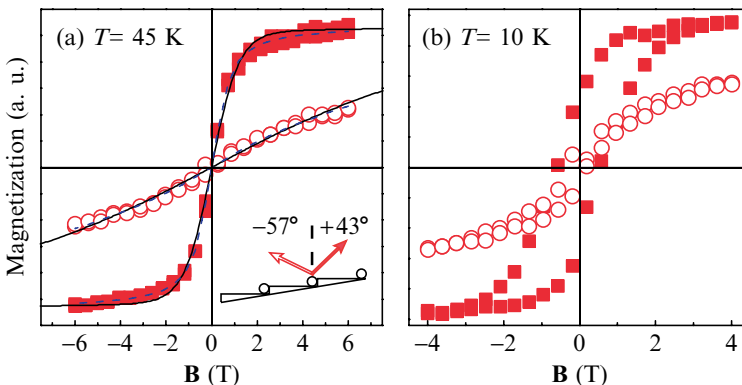 (a) T= 45 K
(b) T= 10 K
Magnetization (a. u.)
−57° +43°
−6 −4 −2 0 2 4 6
−4 −2 0 2 4
B (T)
B (T)